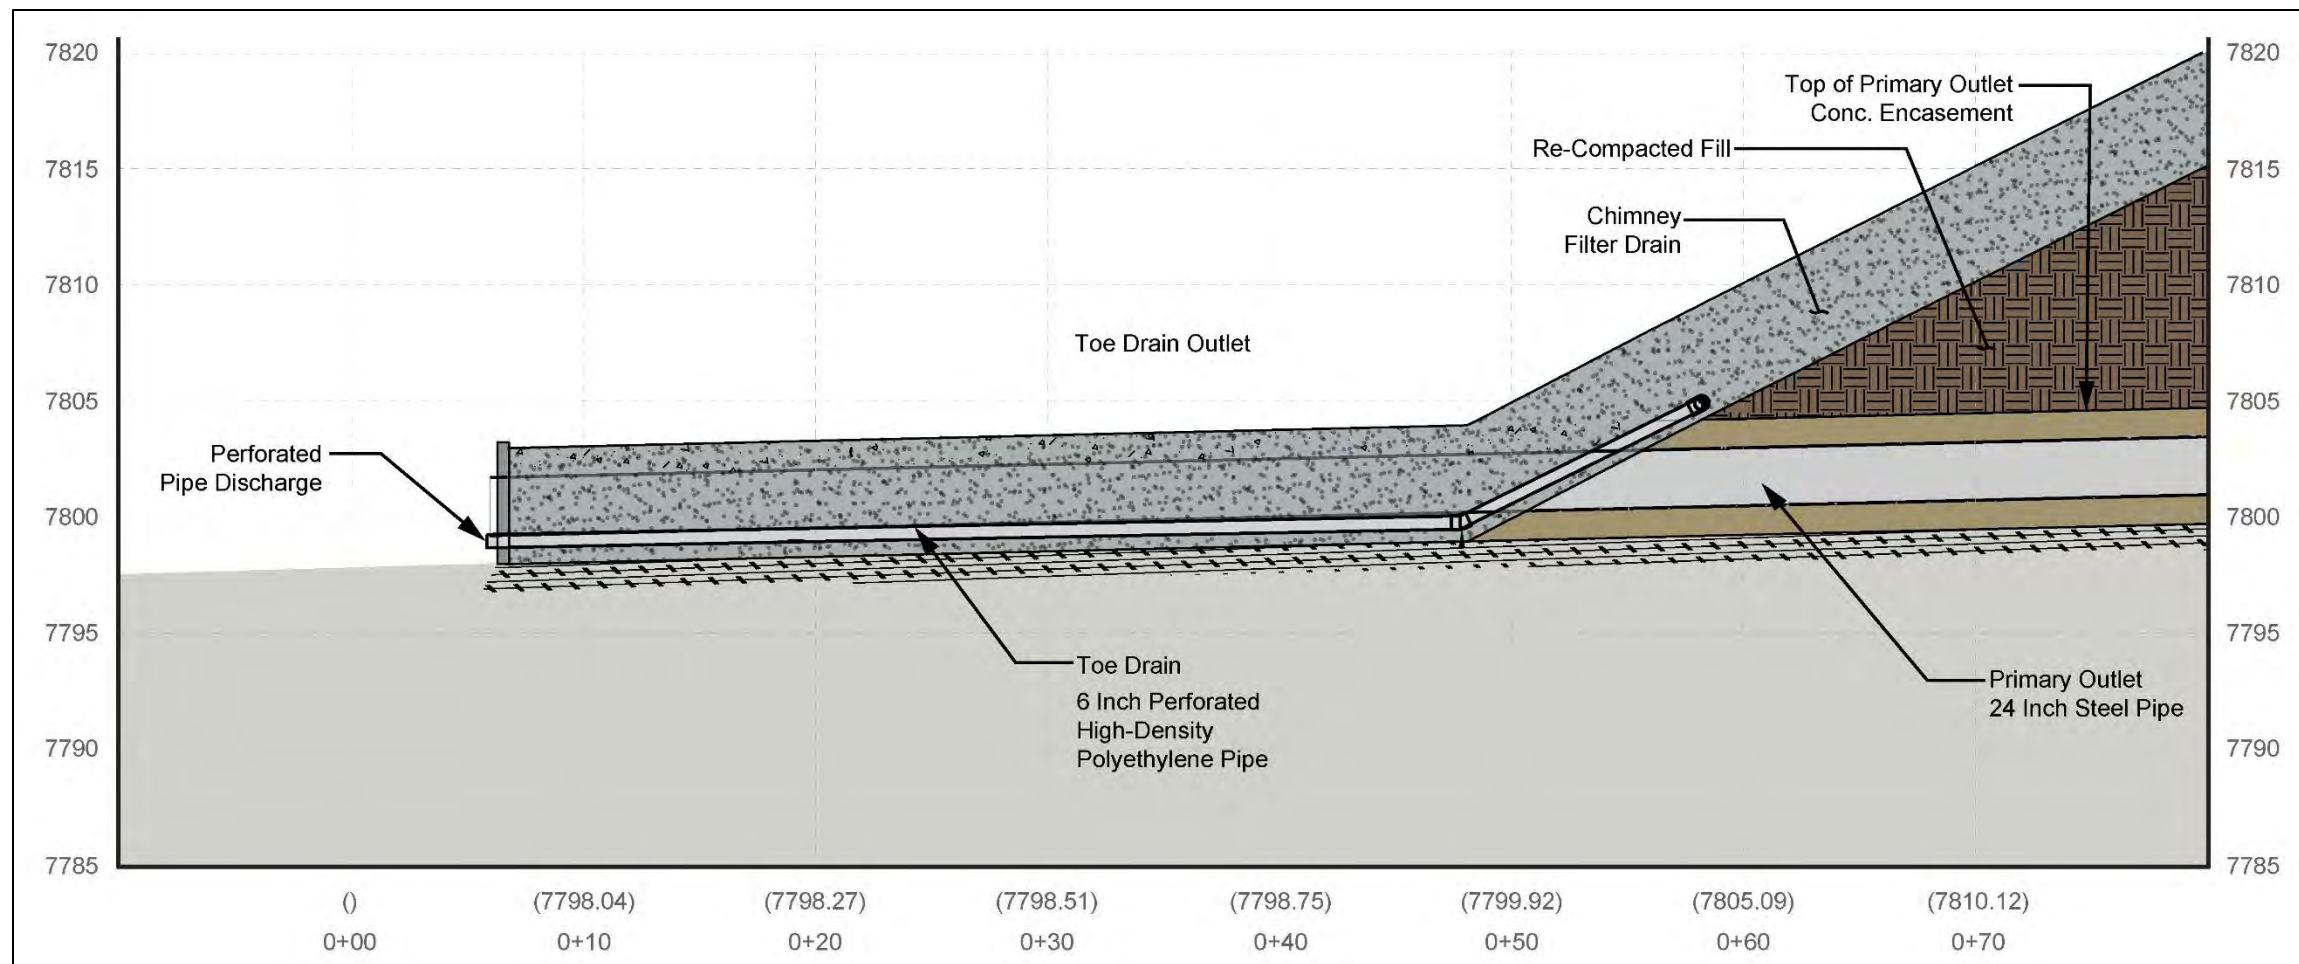 7820
7820
Top of Primary Outlet
Conc. Encasement
Re-Compacted Fill
7815
7815
Chimney
Filter Drain
7810
7810
Toe Drain Outlet
7805
7805
Perforated
Pipe Discharge
7800
7800
7795
7795
Toe Drain
6 Inch Perforated
High-Density
Polyethylene Pipe
Primary Outlet
24 Inch Steel Pipe
7790
7790
7785
7785
() (7798.04) (7798.27) (7798.51) (7798.75) (7799.92) (7805.09) (7810.12)
0+00 0+10 0+20 0+30 0+40 0+50 0+60 0+70